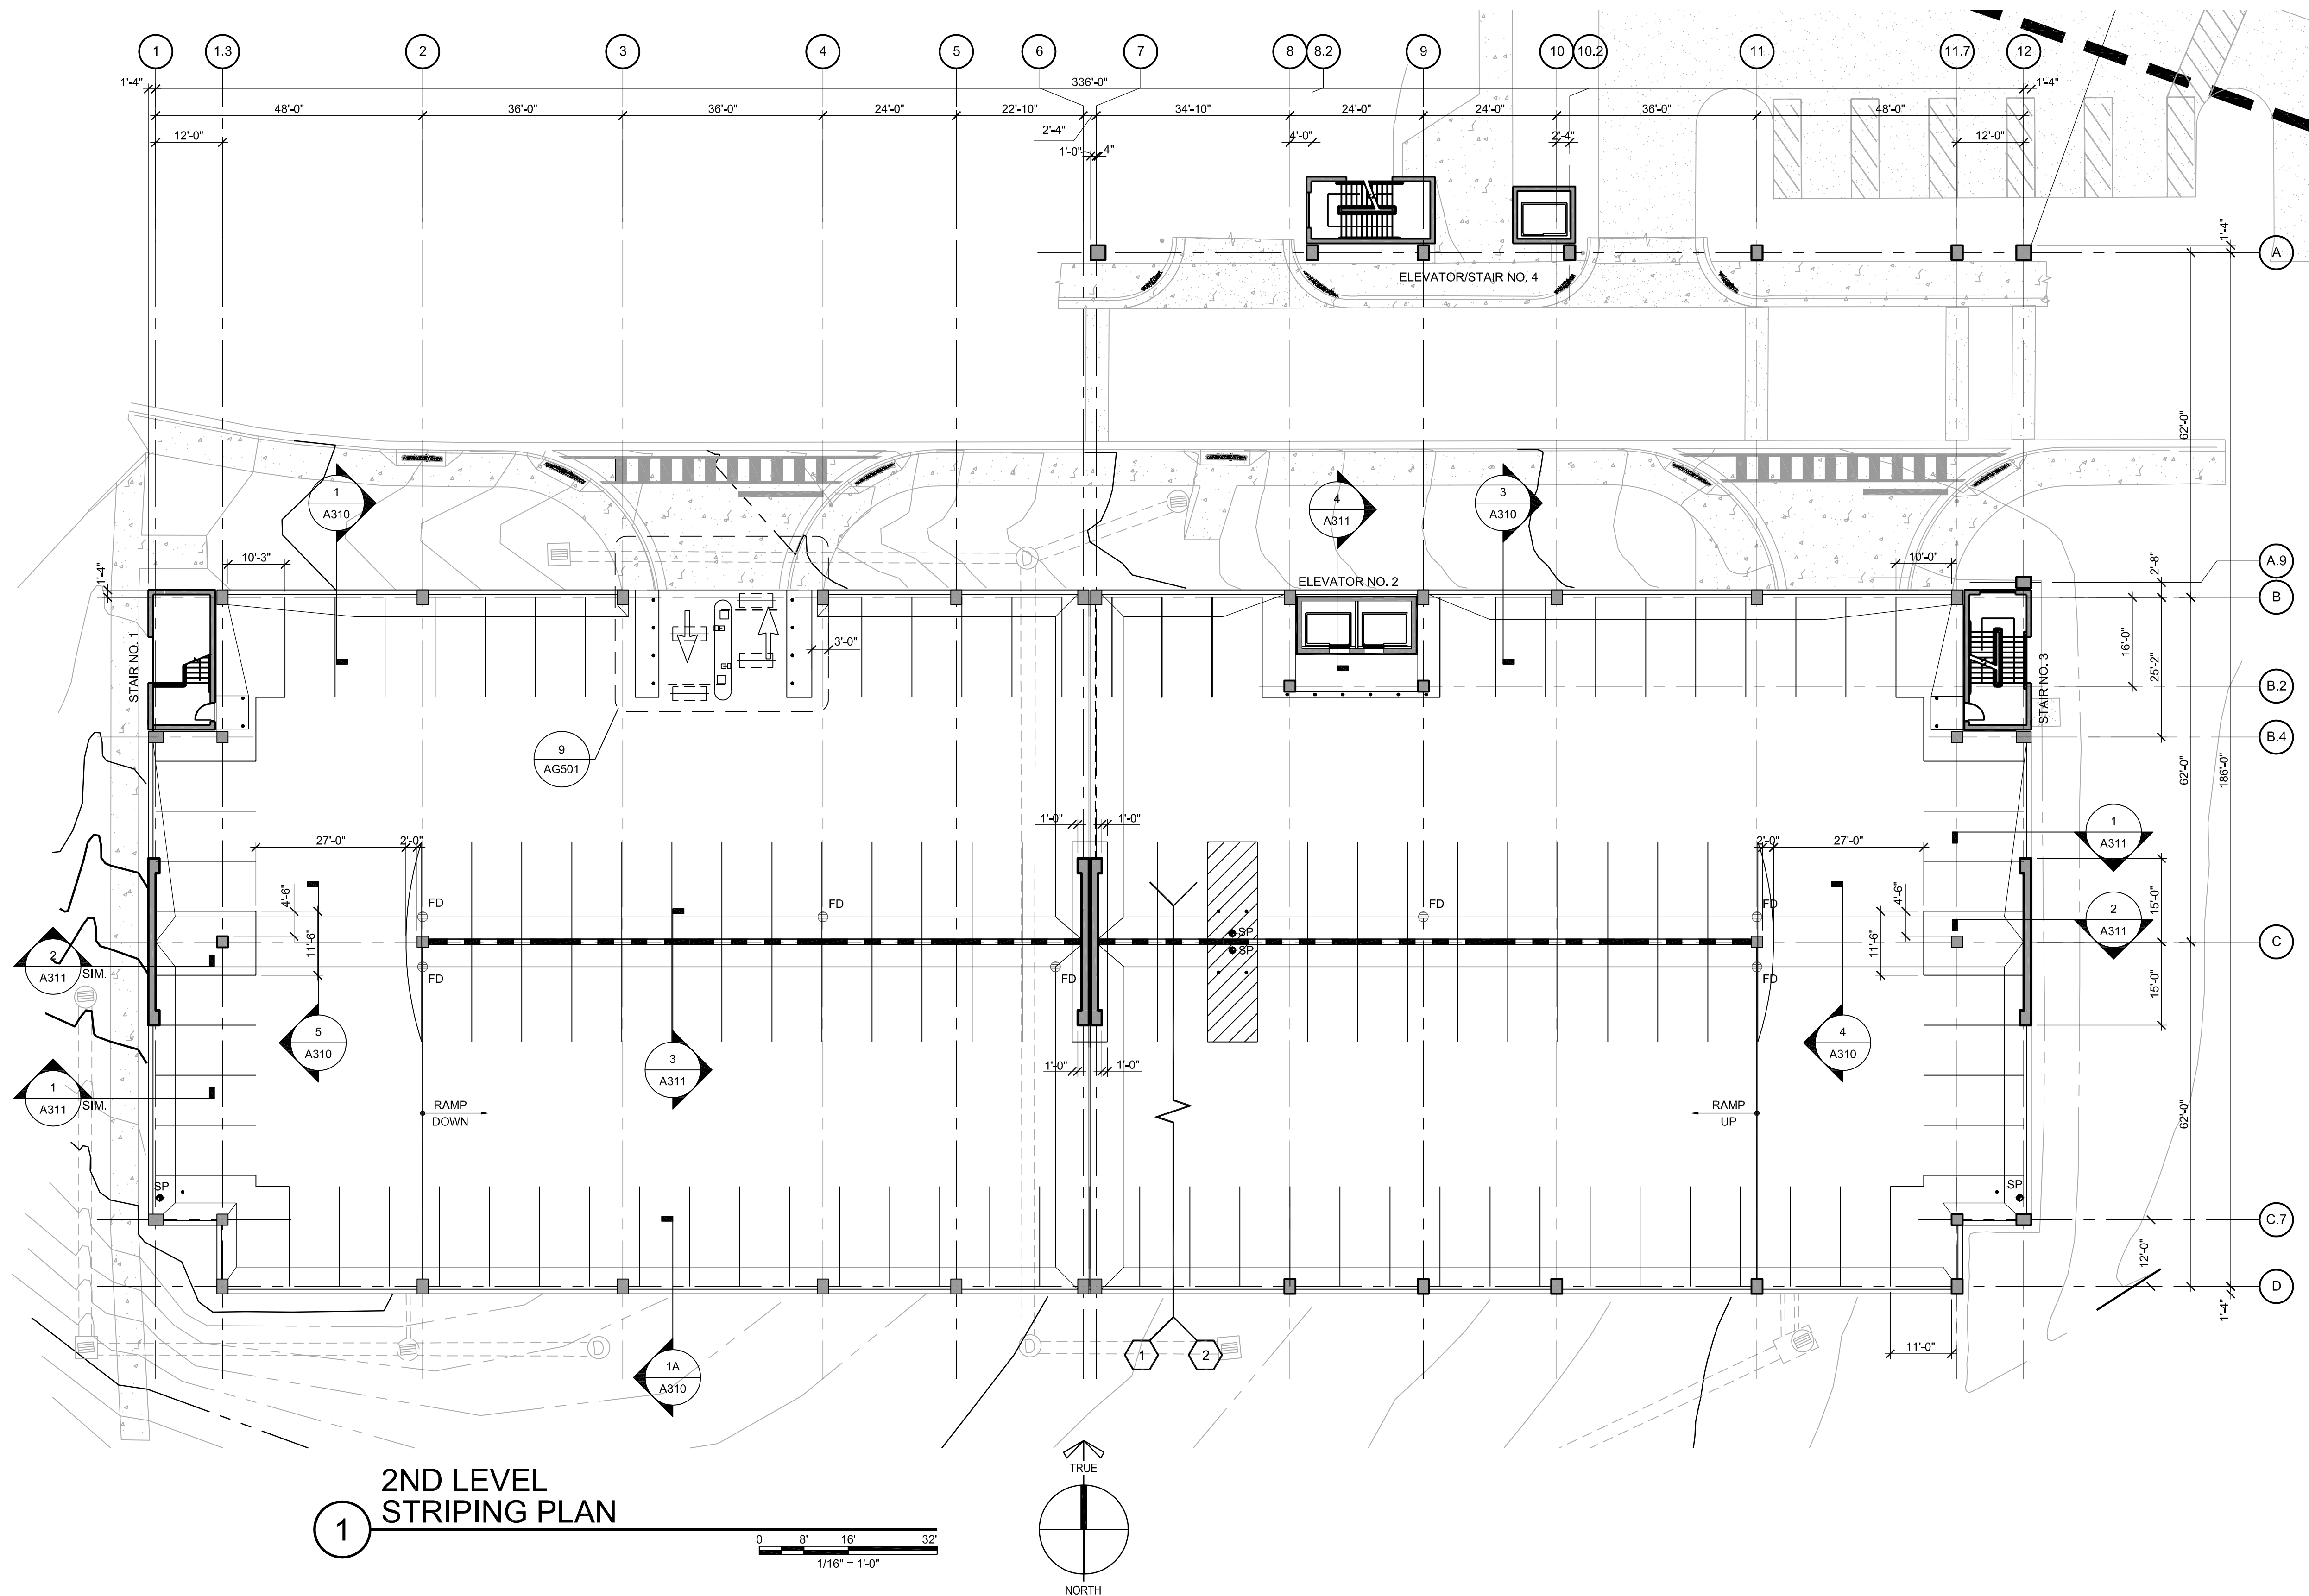 1
1.3
2
3
4
5
6
7
8
8.2
9
10
10.2
11
11.7
12
1'-4"
336'-0"
1'-4"
48'-0"
36'-0"
36'-0"
24'-0"
22'-10"
34'-10"
24'-0"
24'-0"
36'-0"
48'-0"
12'-0"
2'-4"
1'-0"
4"
4'-0"
2'-4"
12'-0"
1'-4"
A
ELEVATOR/STAIR NO. 4
62'-0"
1
A310
4
A311
3
A310
D
10'-3"
1'-4"
ELEVATOR NO. 2
10'-0"
2'-8"
A.9
B
STAIR NO. 1
3'-0"
STAIR NO. 3
16'-0"
25'-2"
B.2
B.4
9
AG501
62'-0"
186'-0"
1'-0"
1'-0"
27'-0"
2'-0"
2'-0"
27'-0"
1
A311
4'-6"
11'-6"
FD
FD
FD
FD
4'-6"
11'-6"
15'-0"
2
A311
SP
SP
C
2
A311
SIM.
FD
FD
FD
15'-0"
5
A310
3
A311
4
A310
1'-0"
1'-0"
1
A311
SIM.
RAMP
DOWN
RAMP
UP
62'-0"
SP
SP
C.7
12'-0"
D
1'-4"
D
D
1
2
11'-0"
1A
A310
TRUE
NORTH
2ND LEVEL
STRIPING PLAN
1
0 8' 16' 32'
1/16" = 1'-0"